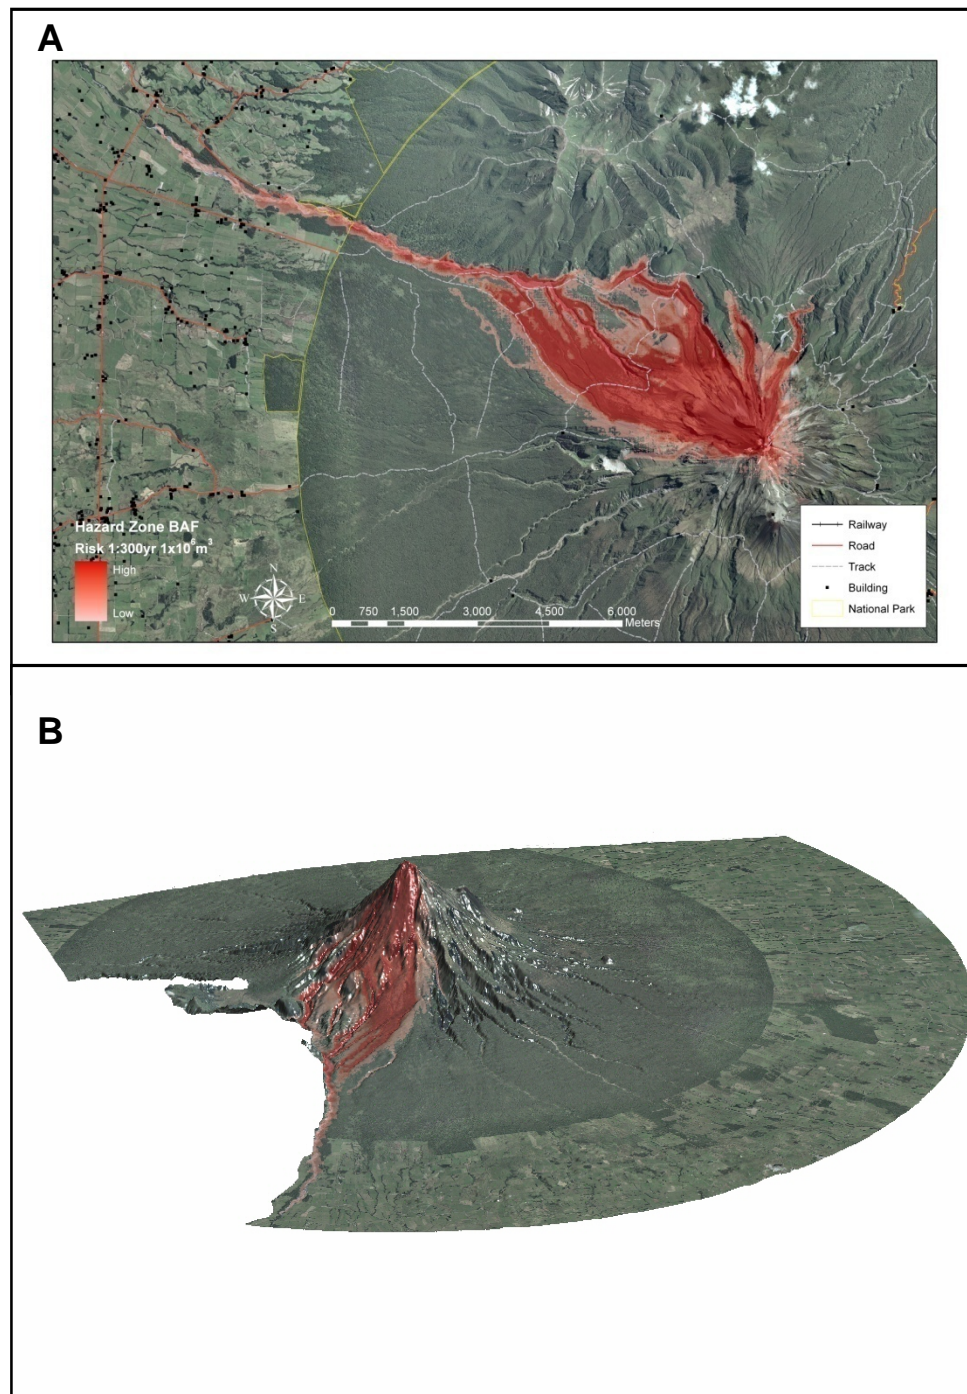 A
Hazard Zone BAF
Risk 1:300yr 1x10⁶m³
High
Low
N
W E
S
0 750 1,500 3,000 4,500 6,000
Meters
Railway
Road
Track
Building
National Park
B